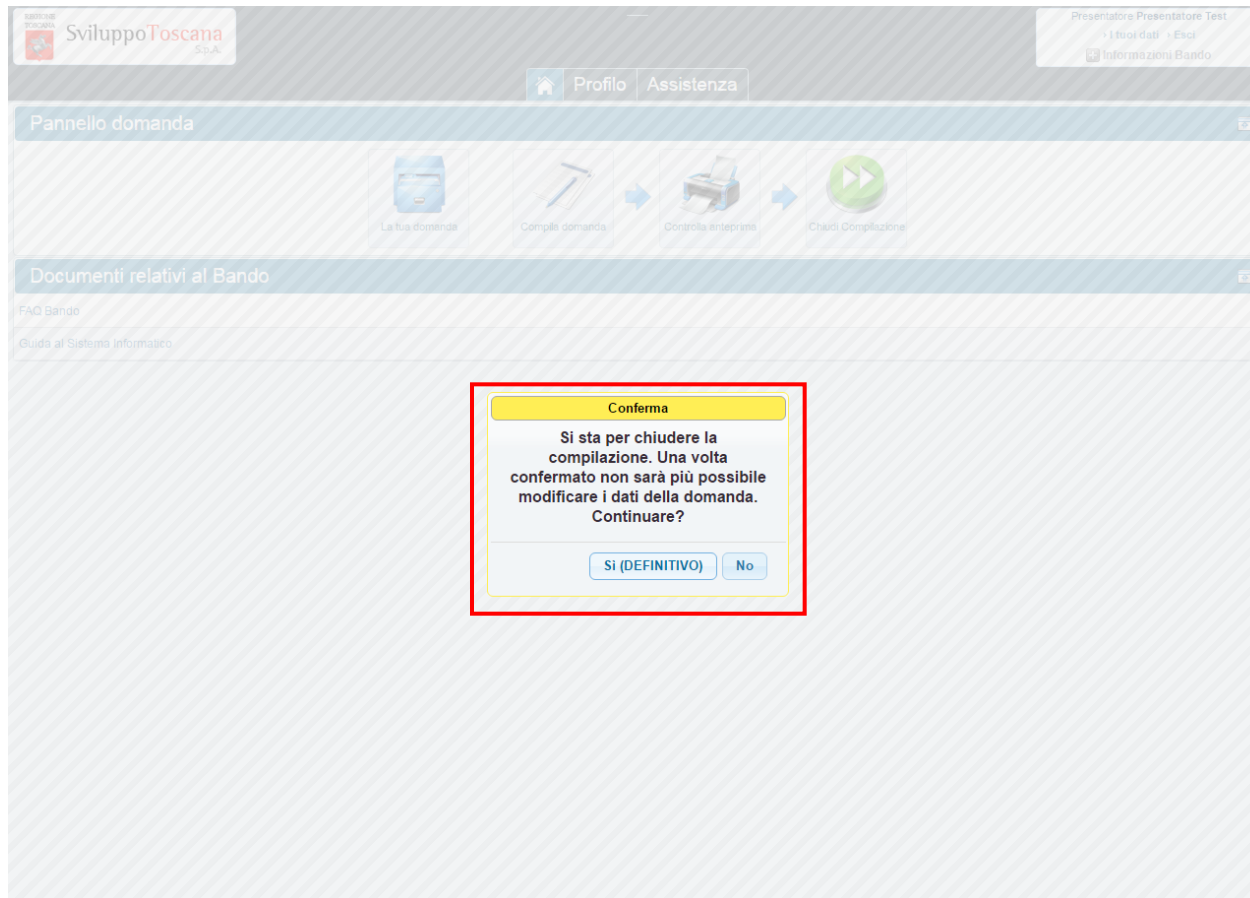 REGIONE
TOSCANA
SviluppoToscana
S.p.A.
Presentatore Presentatore Test
I tuoi dati Esci
Informazioni Bando
Profilo Assistenza
Pannello domanda
La tua domanda Compila domanda Controlla anteprima Chiudi Compilazione
Documenti relativi al Bando
FAQ Bando
Guida al Sistema Informatico
Conferma
Si sta per chiudere la
compilazione. Una volta
confermato non sarà più possibile
modificare i dati della domanda.
Continuare?
Sì (DEFINITIVO) No